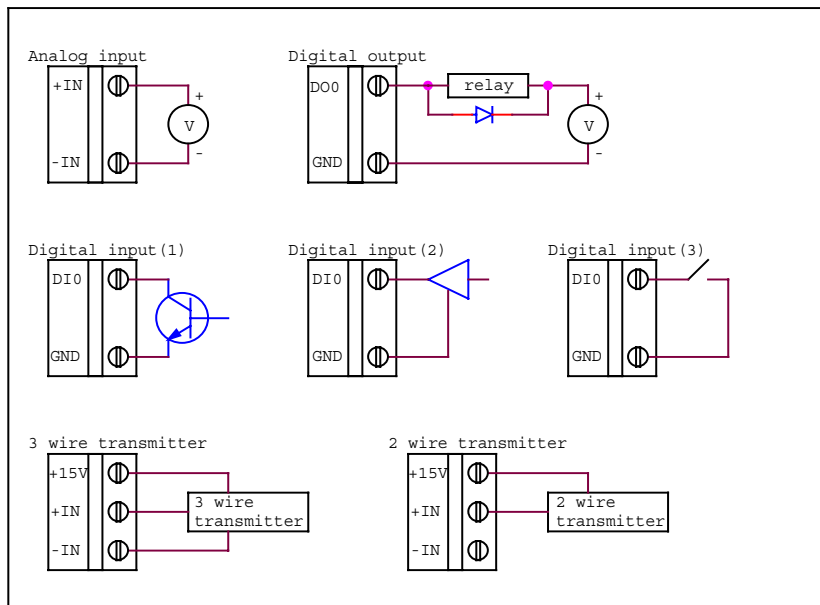 Analog input
+IN
+
V
-
-IN
Digital output
DO0
relay
+
V
-
GND
Digital input(1)
DI0
GND
Digital input(2)
DI0
GND
Digital input(3)
DI0
GND
3 wire transmitter
+15V
+IN
-IN
3 wire
transmitter
2 wire transmitter
+15V
+IN
-IN
2 wire
transmitter